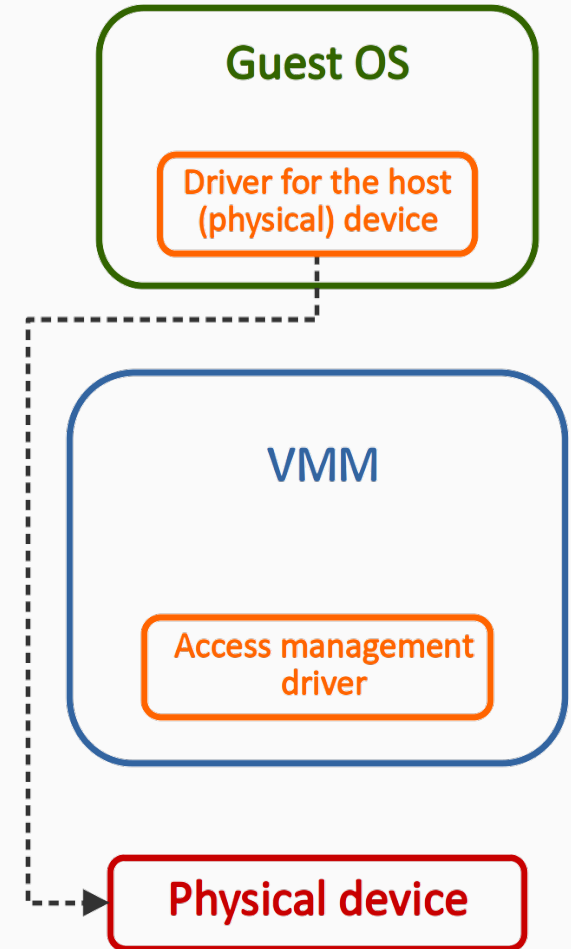 Guest OS
Driver for the host
(physical) device
VMM
Access management
driver
Physical device